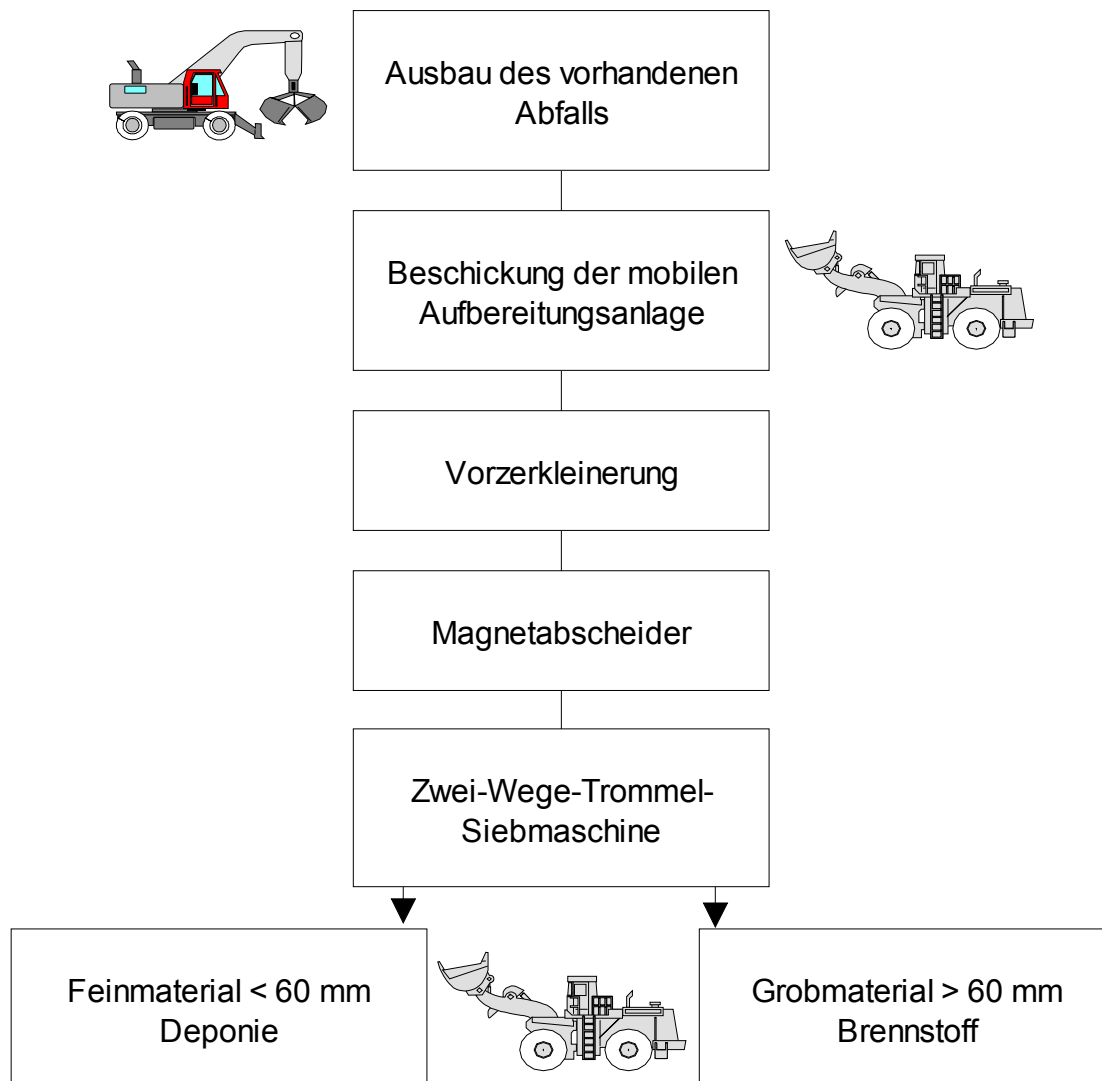 Ausbau des vorhandenen
Abfalls
Beschickung der mobilen
Aufbereitungsanlage
Vorzerkleinerung
Magnetabscheider
Zwei-Wege-Trommel-
Siebmaschine
Feinmaterial < 60 mm
Deponie
Grobmaterial > 60 mm
Brennstoff